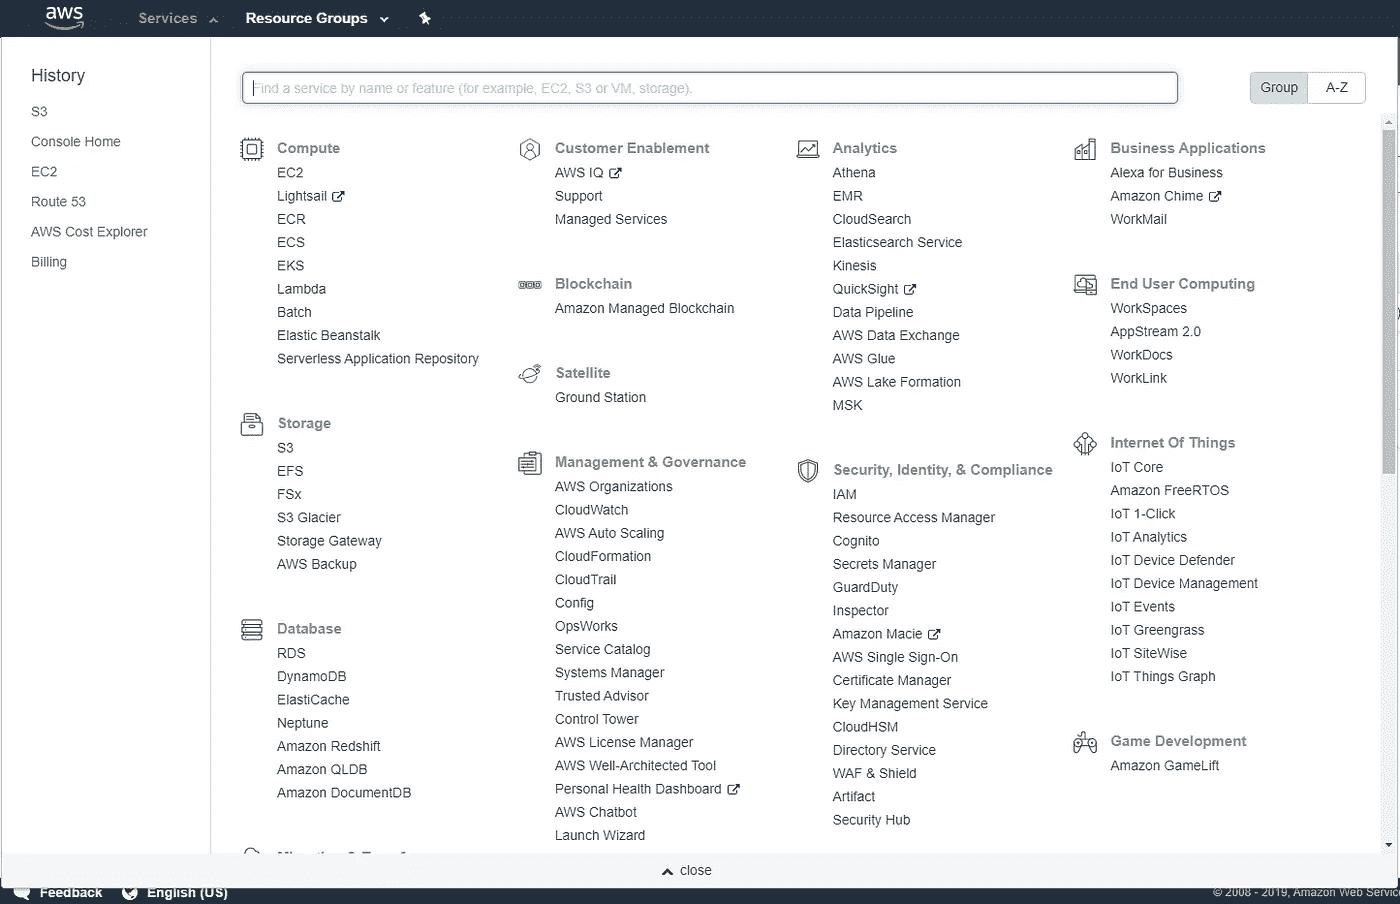 aws
Services
Resource Groups
History
S3
Console Home
EC2
Route 53
AWS Cost Explorer
Billing
Find a service by name or feature (for example, EC2, S3 or VM, storage).
Group
A-Z
Compute
EC2
Lightsail
ECR
ECS
EKS
Lambda
Batch
Elastic Beanstalk
Serverless Application Repository
Storage
S3
EFS
FSx
S3 Glacier
Storage Gateway
AWS Backup
Database
RDS
DynamoDB
ElastiCache
Neptune
Amazon Redshift
Amazon QLDB
Amazon DocumentDB
Customer Enablement
AWS IQ
Support
Managed Services
Blockchain
Amazon Managed Blockchain
Satellite
Ground Station
Management & Governance
AWS Organizations
CloudWatch
AWS Auto Scaling
CloudFormation
CloudTrail
Config
OpsWorks
Service Catalog
Systems Manager
Trusted Advisor
Control Tower
AWS License Manager
AWS Well-Architected Tool
Personal Health Dashboard
AWS Chatbot
Launch Wizard
Analytics
Athena
EMR
CloudSearch
Elasticsearch Service
Kinesis
QuickSight
Data Pipeline
AWS Data Exchange
AWS Glue
AWS Lake Formation
MSK
Security, Identity, & Compliance
IAM
Resource Access Manager
Cognito
Secrets Manager
GuardDuty
Inspector
Amazon Macie
AWS Single Sign-On
Certificate Manager
Key Management Service
CloudHSM
Directory Service
WAF & Shield
Artifact
Security Hub
Business Applications
Alexa for Business
Amazon Chime
WorkMail
End User Computing
WorkSpaces
AppStream 2.0
WorkDocs
WorkLink
Internet Of Things
IoT Core
Amazon FreeRTOS
IoT 1-Click
IoT Analytics
IoT Device Defender
IoT Device Management
IoT Events
IoT Greengrass
IoT SiteWise
IoT Things Graph
Game Development
Amazon GameLift
close
Feedback
English (US)
© 2008 - 2019, Amazon Web Servic